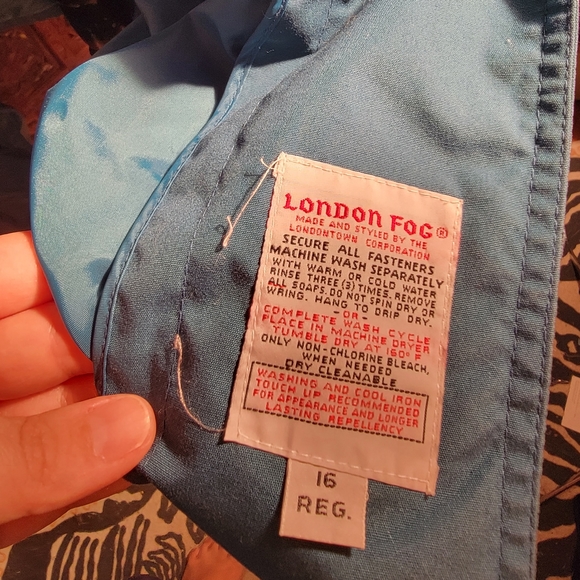 LONDON FOG®
MADE AND STYLED BY THE
LONDONTOWN CORPORATION
SECURE ALL FASTENERS
MACHINE WASH SEPARATELY
WITH WARM OR COLD WATER
RINSE THREE (3) TIMES. REMOVE
ALL SOAPS. DO NOT SPIN DRY OR
WRING. HANG TO DRIP DRY.
-OR-
COMPLETE WASH CYCLE
PLACE IN MACHINE DRYER
TUMBLE DRY AT 160° F
ONLY NON-CHLORINE BLEACH,
WHEN NEEDED
DRY CLEANABLE
WASHING AND COOL IRON
TOUCH UP RECOMMENDED
FOR APPEARANCE AND LONGER
LASTING REPELLENCY
16
REG.